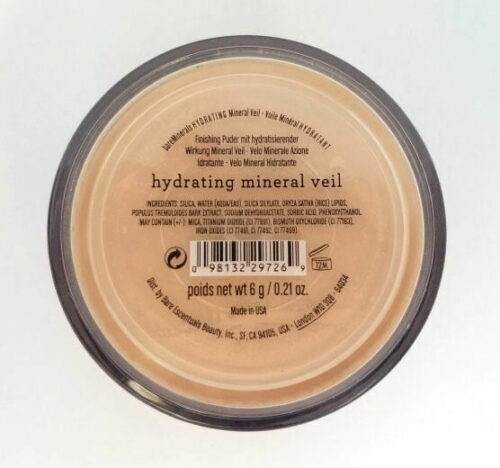 bareMinerals HYDRATING Mineral Veil - Voile Minéral HYDRATANT
Finishing Puder mit hydratisierender
Wirkung Mineral Veil - Velo Minerale Azione
Idratante - Velo Mineral Hidratante
hydrating mineral veil
INGREDIENTS: SILICA, WATER (AQUA/EAU), SILICA SILYLATE, ORYZA SATIVA (RICE) LIPIDS,
POPULUS TREMULOIDES BARK EXTRACT, SODIUM DEHYDROACETATE, SORBIC ACID, PHENOXYETHANOL.
MAY CONTAIN (+/-): MICA, TITANIUM DIOXIDE (CI 77891), BISMUTH OXYCHLORIDE (CI 77163),
IRON OXIDES (CI 77491, CI 77492, CI 77499).
0 98132 29726 9
12M
poids net wt 6 g / 0.21 oz.
Made in USA
Dist. by Bare Escentuals Beauty, Inc., SF, CA 94105, USA - London W1D 3QB - 64034